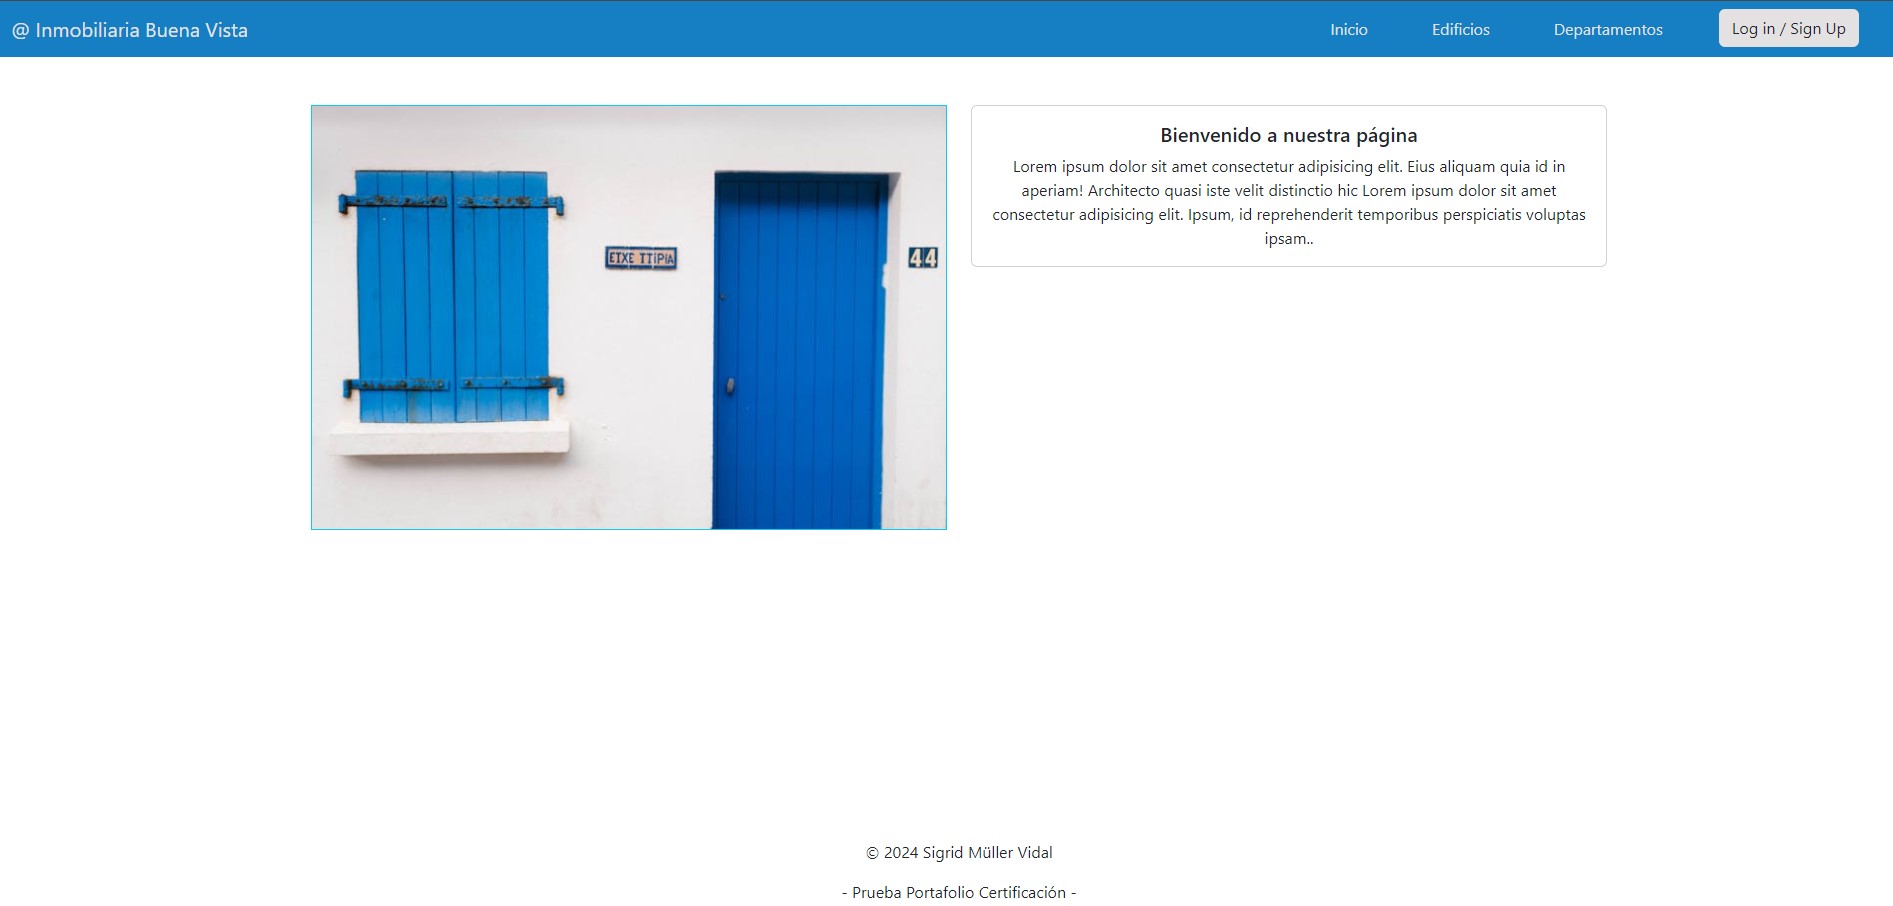 @ Inmobiliaria Buena Vista
Inicio
Edificios
Departamentos
Log in / Sign Up
ETXE TTIPIA
44
Bienvenido a nuestra página
Lorem ipsum dolor sit amet consectetur adipisicing elit. Eius aliquam quia id in
aperiam! Architecto quasi iste velit distinctio hic Lorem ipsum dolor sit amet
consectetur adipisicing elit. Ipsum, id reprehenderit temporibus perspiciatis voluptas
ipsam..
© 2024 Sigrid Müller Vidal
- Prueba Portafolio Certificación -